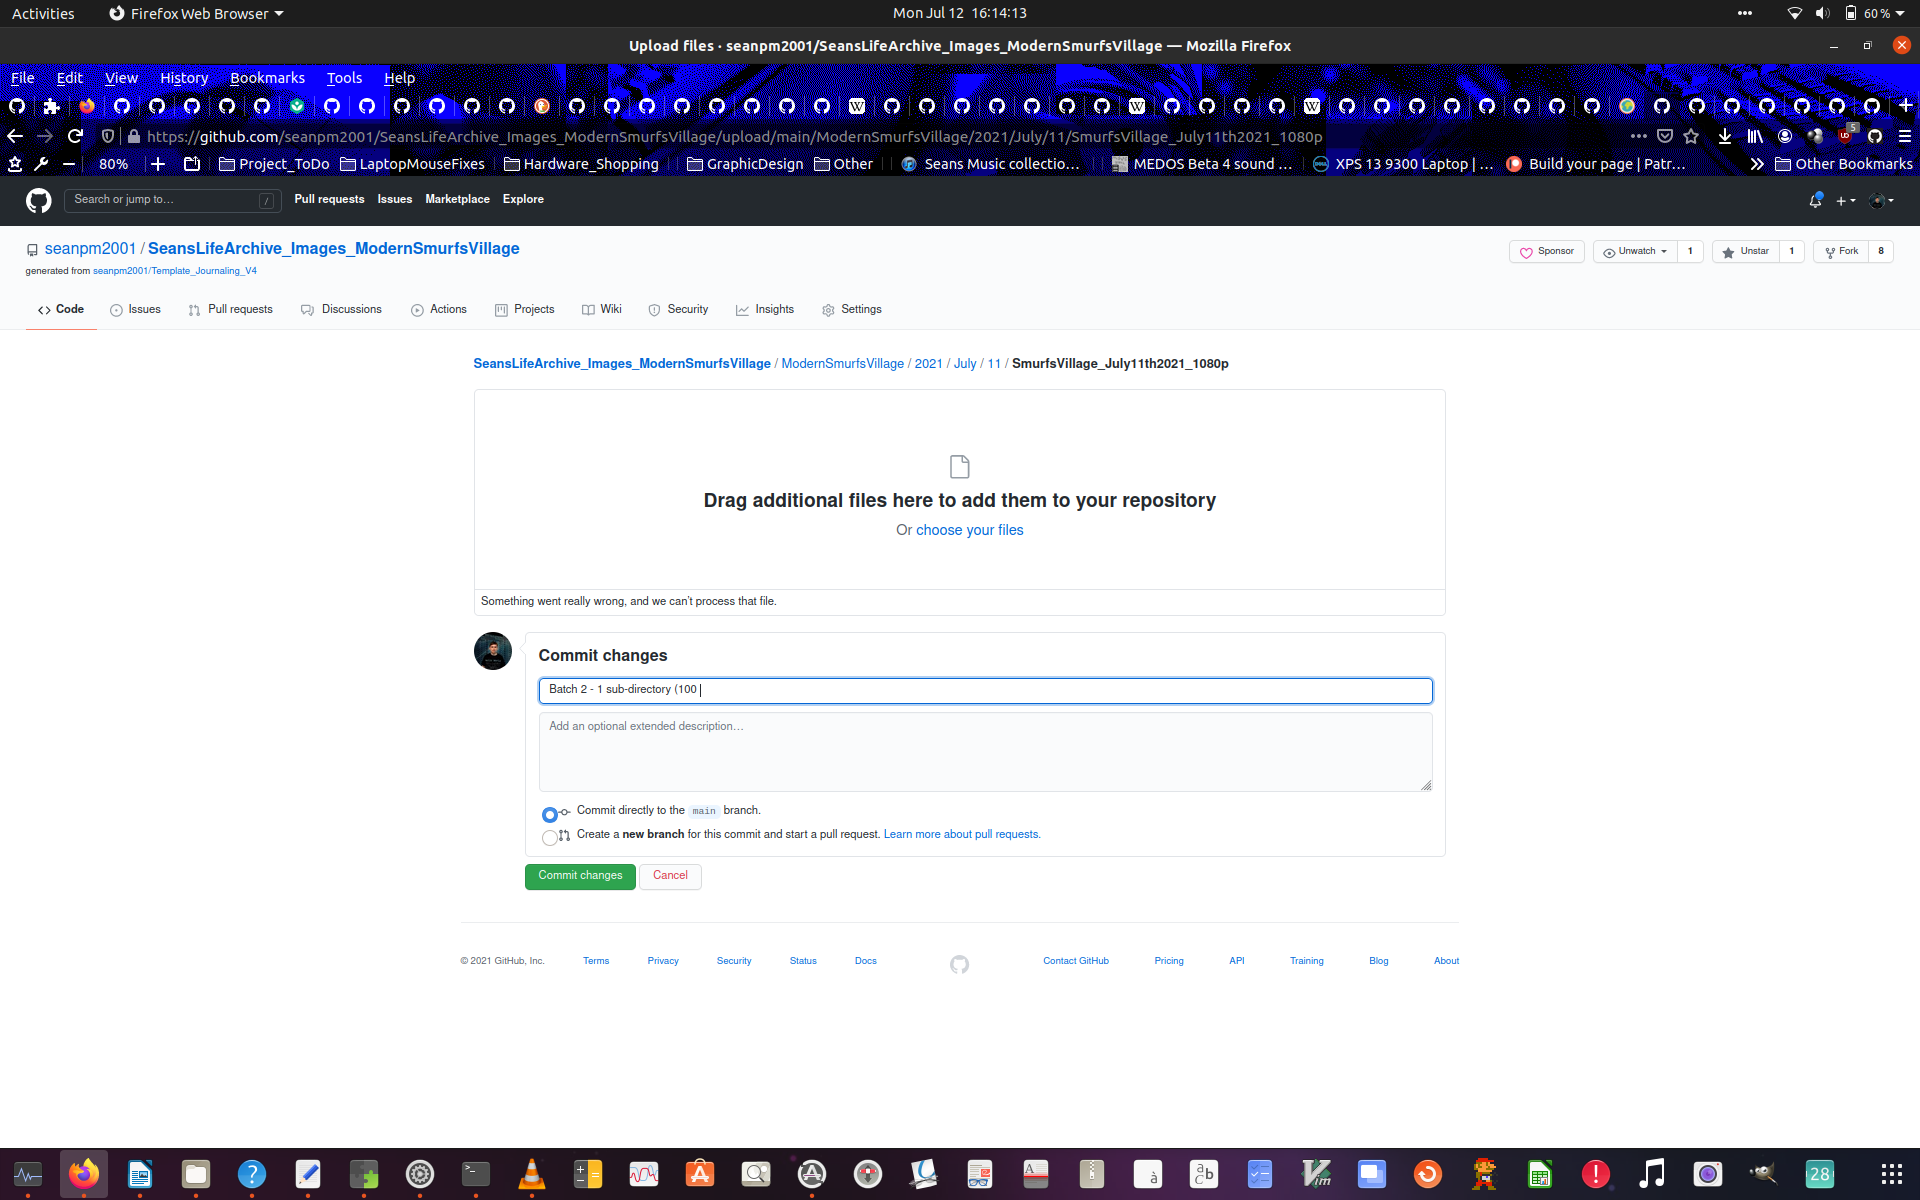 Activities Firefox Web Browser Mon Jul 12 16:14:13 60 %
Upload files · seanpm2001/SeansLifeArchive_Images_ModernSmurfsVillage — Mozilla Firefox
File Edit View History Bookmarks Tools Help
https://github.com/seanpm2001/SeansLifeArchive_Images_ModernSmurfsVillage/upload/main/ModernSmurfsVillage/2021/July/11/SmurfsVillage_July11th2021_1080p 5
80% Project_ToDo LaptopMouseFixes Hardware_Shopping GraphicDesign Other Seans Music collectio… MEDOS Beta 4 sound … XPS 13 9300 Laptop | … Build your page | Patr… Other Bookmarks
Search or jump to… / Pull requests Issues Marketplace Explore
seanpm2001 / SeansLifeArchive_Images_ModernSmurfsVillage Sponsor Unwatch 1 Unstar 1 Fork 8
generated from seanpm2001/Template_Journaling_V4
Code Issues Pull requests Discussions Actions Projects Wiki Security Insights Settings
SeansLifeArchive_Images_ModernSmurfsVillage / ModernSmurfsVillage / 2021 / July / 11 / SmurfsVillage_July11th2021_1080p
Drag additional files here to add them to your repository
Or choose your files
Something went really wrong, and we can't process that file.
Commit changes
Batch 2 - 1 sub-directory (100
Add an optional extended description…
Commit directly to the main branch.
Create a new branch for this commit and start a pull request. Learn more about pull requests.
Commit changes Cancel
© 2021 GitHub, Inc. Terms Privacy Security Status Docs Contact GitHub Pricing API Training Blog About
28